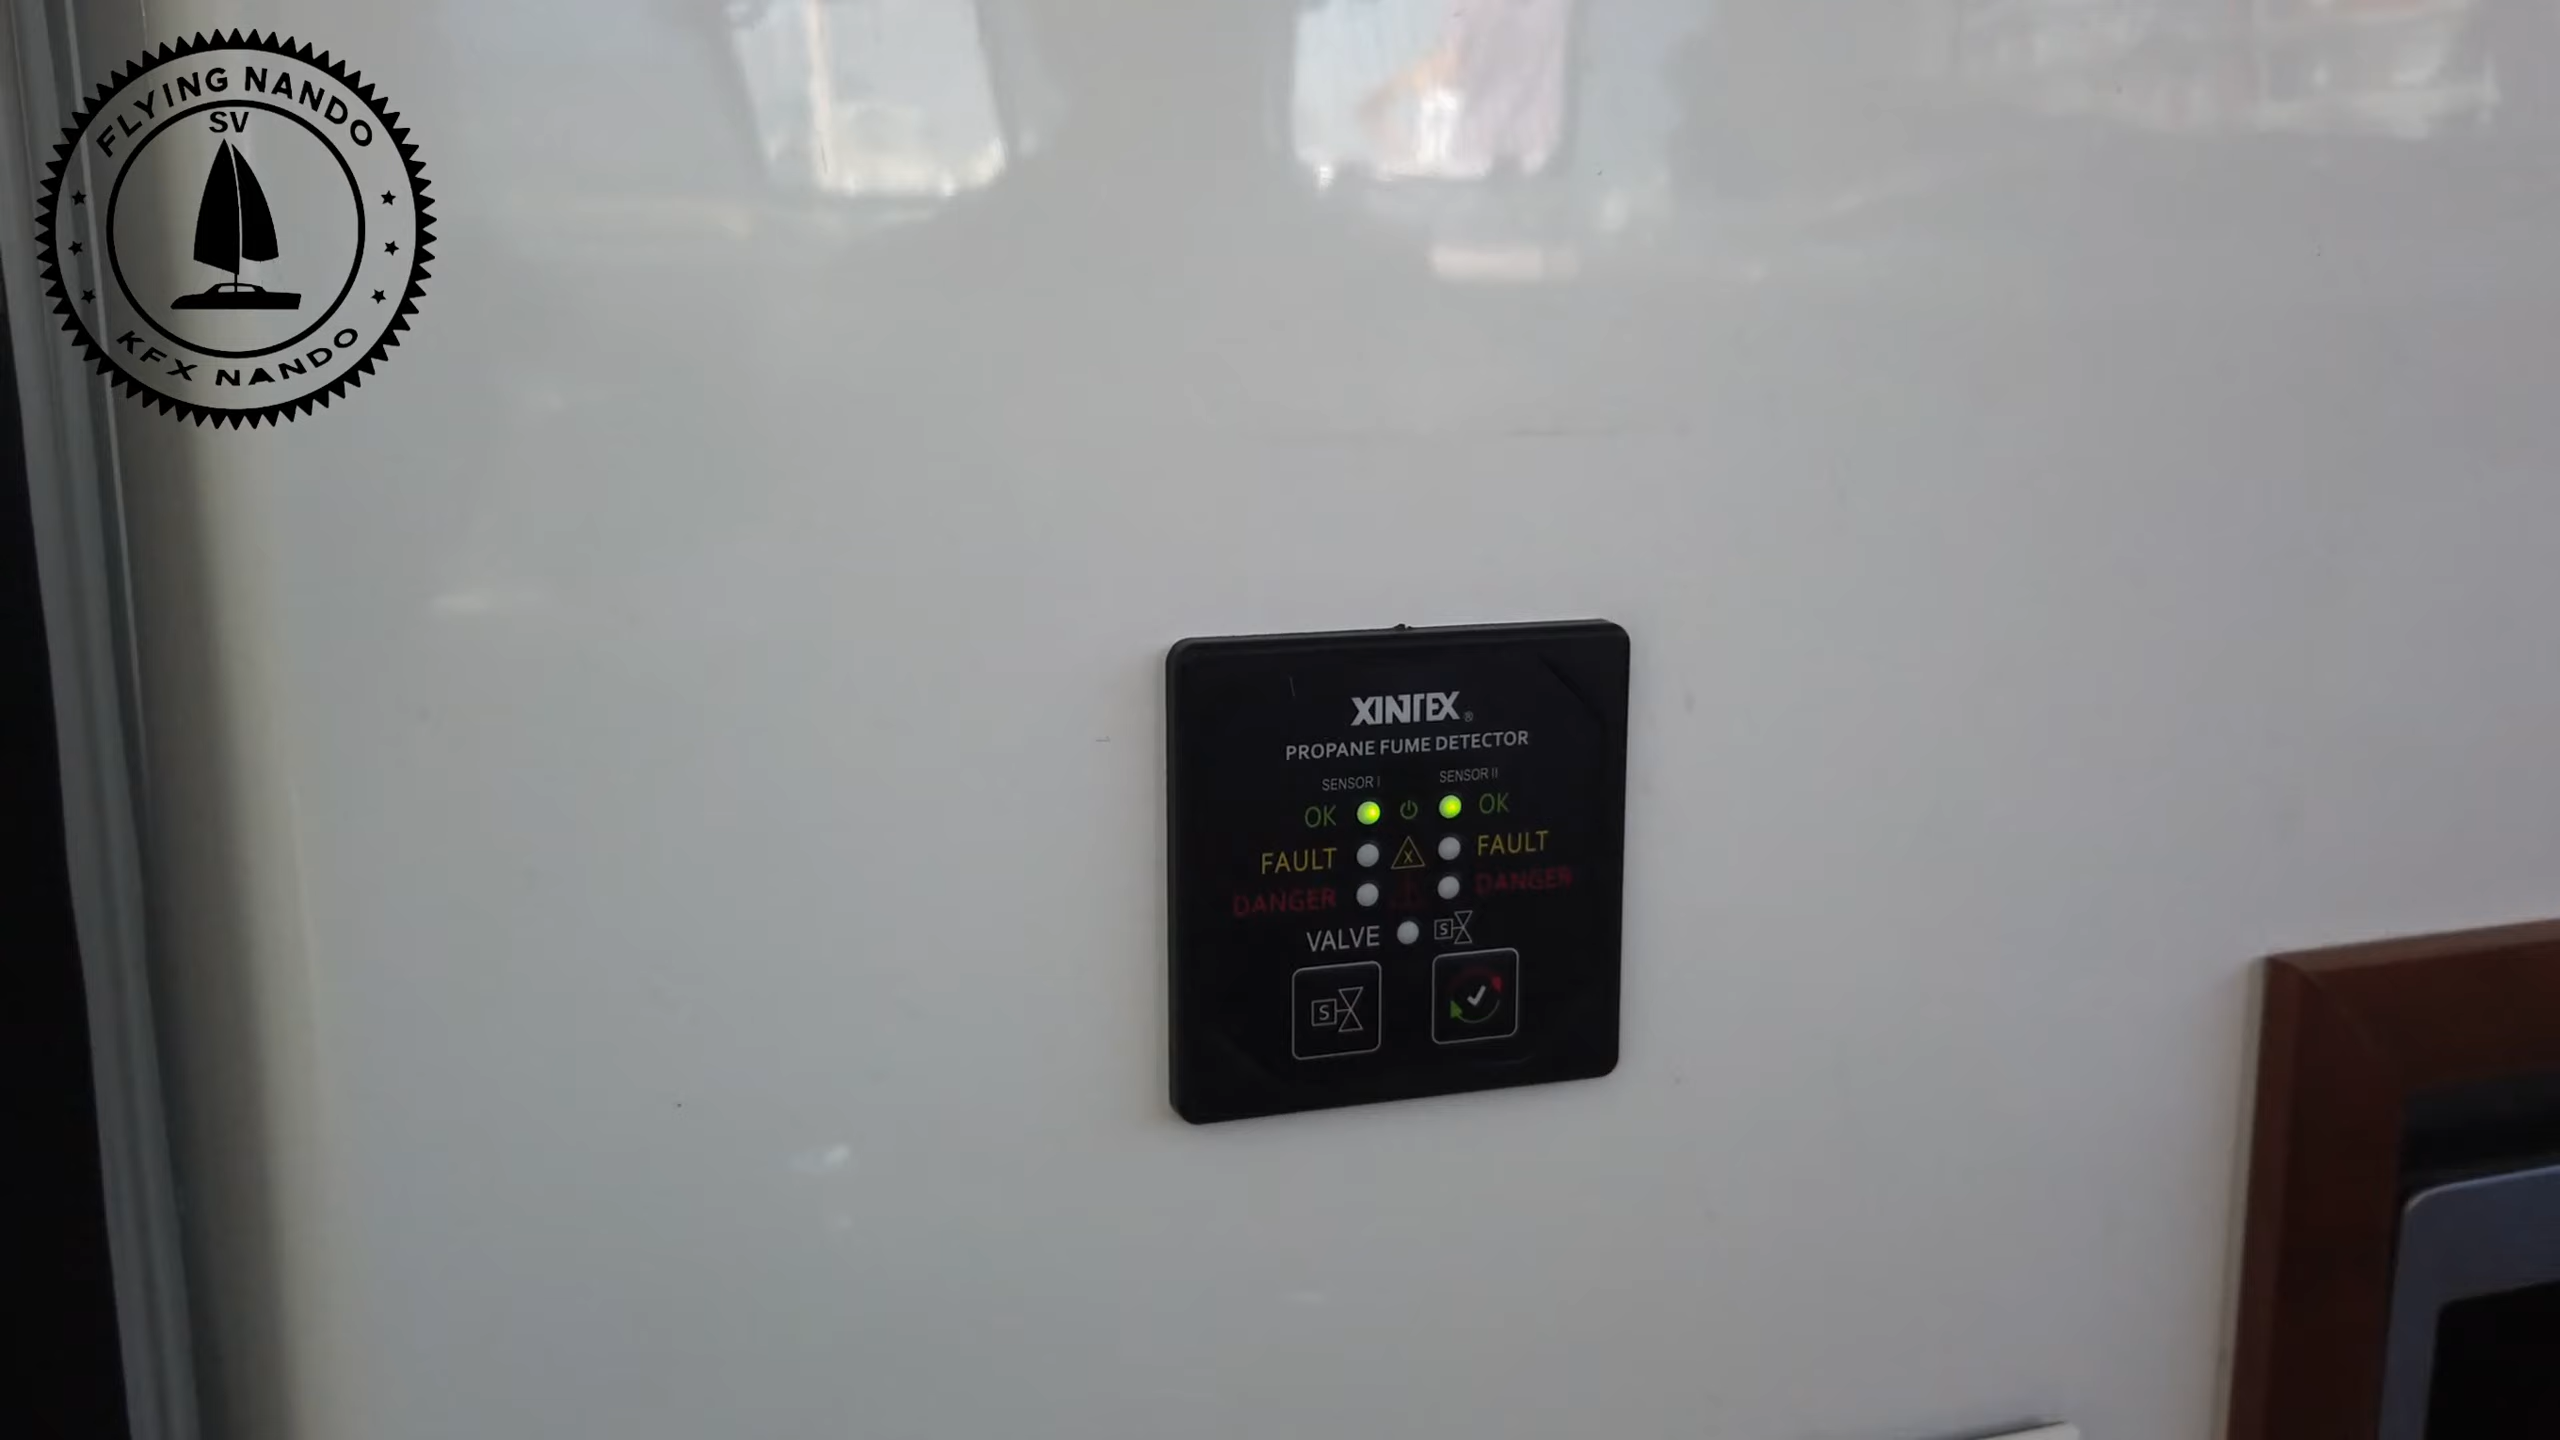 FLYING NANDO
SV
KFX NANDO
XINTEX®
PROPANE FUME DETECTOR
SENSOR I SENSOR II
OK OK
FAULT X FAULT
DANGER DANGER
VALVE S
S